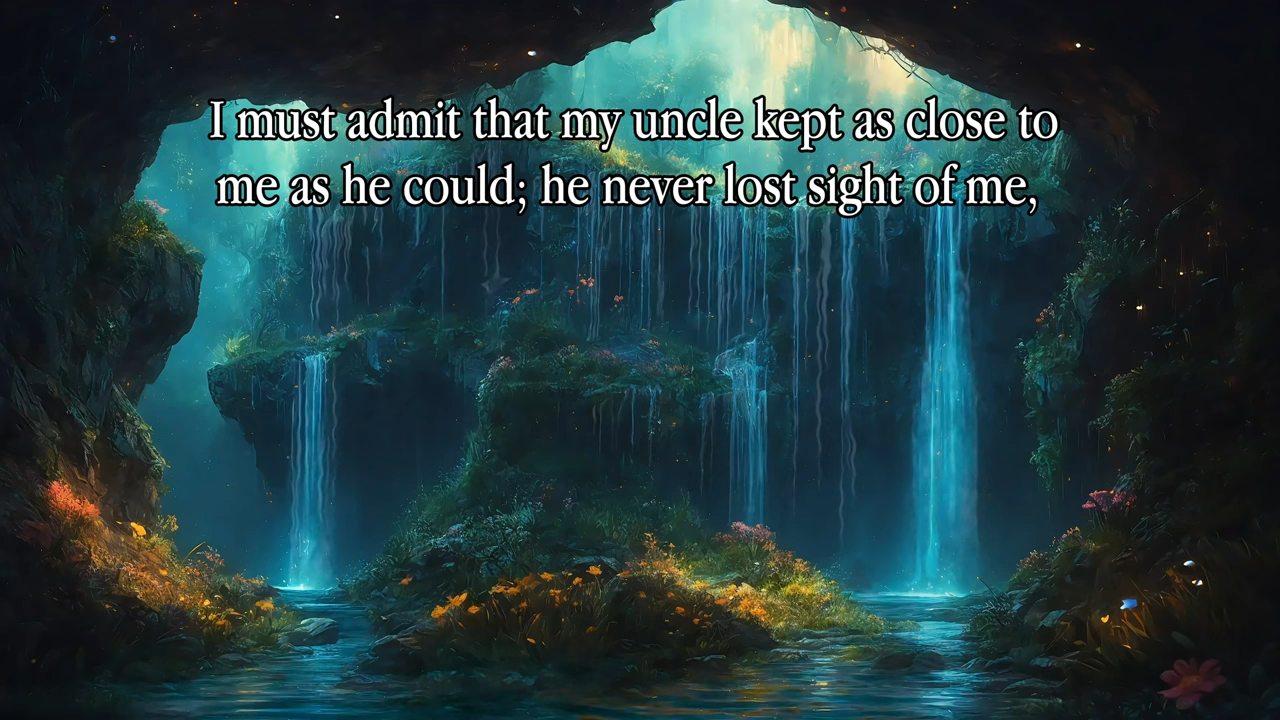 I must admit that my uncle kept as close to
me as he could; he never lost sight of me,